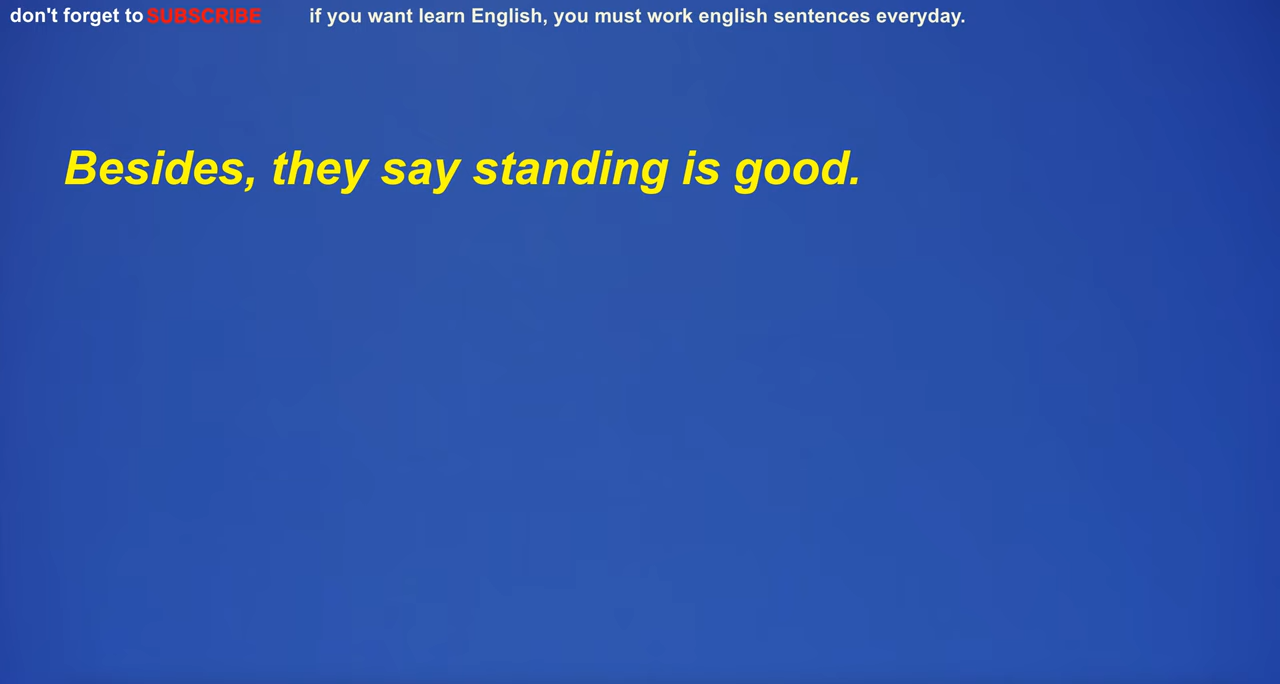 don't forget to SUBSCRIBE if you want learn English, you must work english sentences everyday.
Besides, they say standing is good.